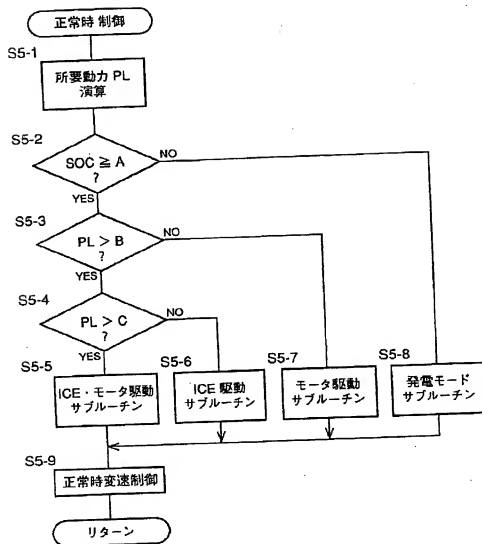 正常時 制御
S5-1
所要動力 PL
演算
S5-2
SOC ≧ A
?
NO
YES
S5-3
PL > B
?
NO
YES
S5-4
PL > C
?
NO
YES
S5-5
ICE・モータ駆動
サブルーチン
S5-6
ICE 駆動
サブルーチン
S5-7
モータ駆動
サブルーチン
S5-8
発電モード
サブルーチン
S5-9
正常時変速制御
リターン